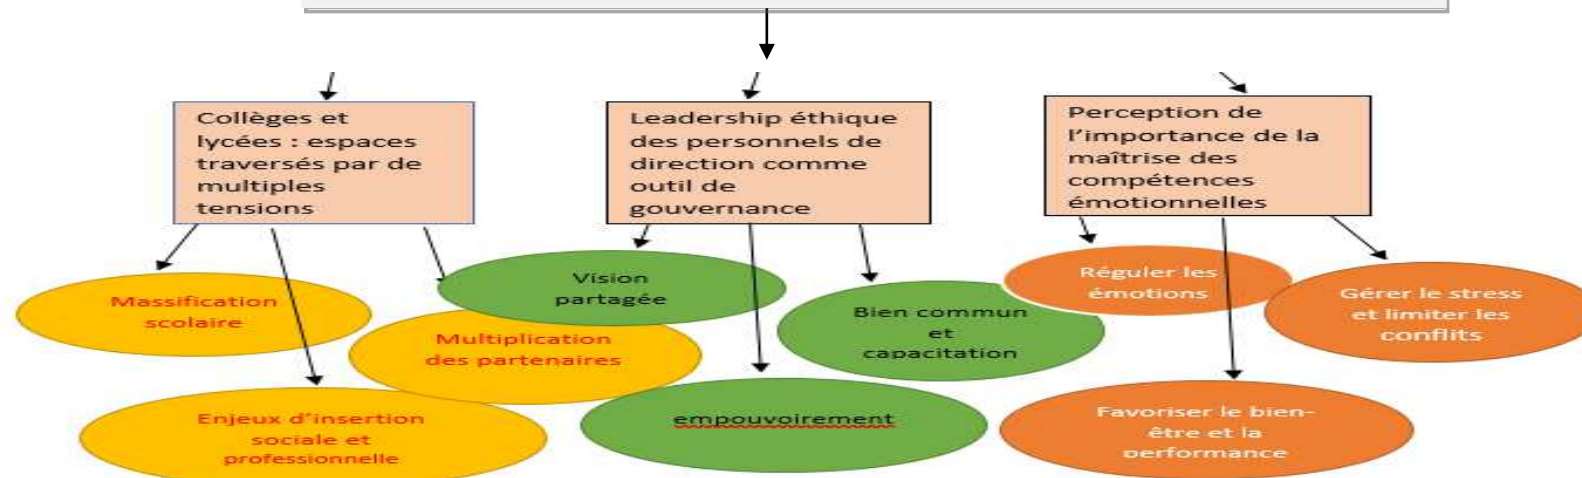 Collèges et
lycées : espaces
traversés par de
multiples
tensions
Leadership éthique
des personnels de
direction comme
outil de
gouvernance
Perception de
l'importance de la
maîtrise des
compétences
émotionnelles
Massification
scolaire
Multiplication
des partenaires
Enjeux d'insertion
sociale et
professionnelle
Vision
partagée
Bien commun
et
capacitation
empouvoirement
Réguler les
émotions
Gérer le stress
et limiter les
conflits
Favoriser le bien-
être et la
performance